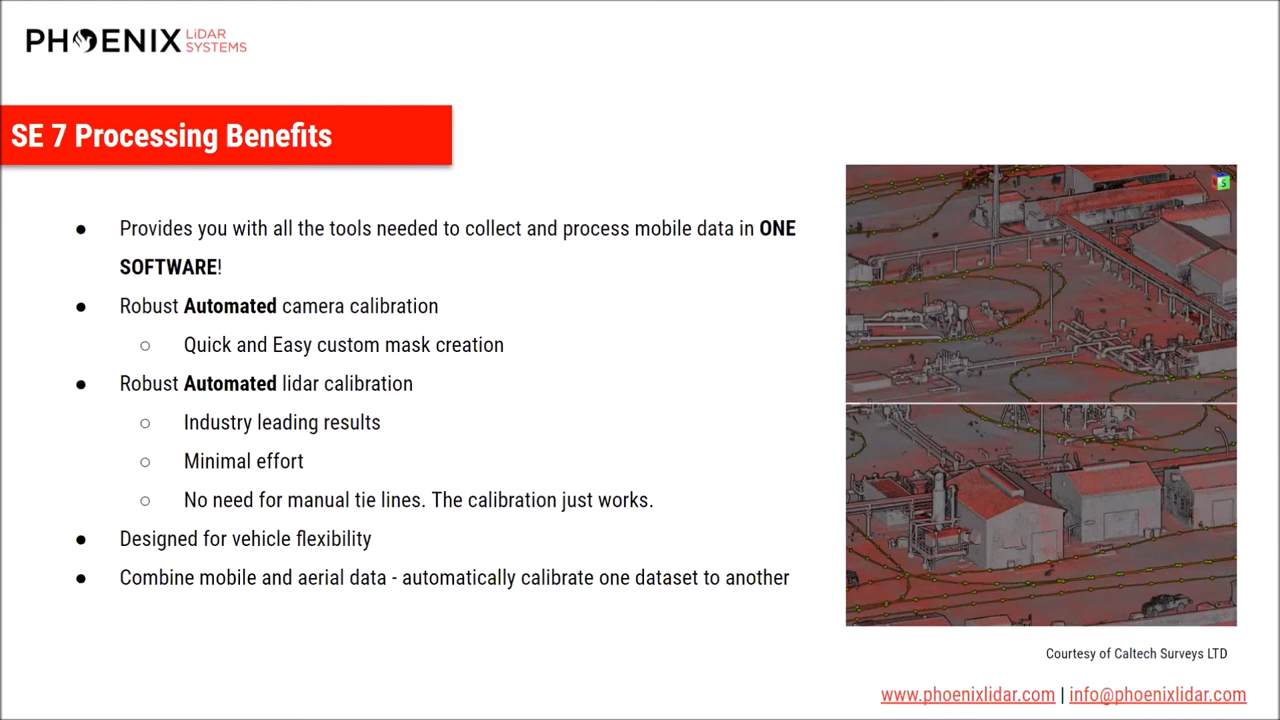 PHOENIX LiDAR SYSTEMS
SE 7 Processing Benefits
● Provides you with all the tools needed to collect and process mobile data in ONE
SOFTWARE!
● Robust Automated camera calibration
○ Quick and Easy custom mask creation
● Robust Automated lidar calibration
○ Industry leading results
○ Minimal effort
○ No need for manual tie lines. The calibration just works.
● Designed for vehicle flexibility
● Combine mobile and aerial data - automatically calibrate one dataset to another
S
Courtesy of Caltech Surveys LTD
www.phoenixlidar.com | info@phoenixlidar.com